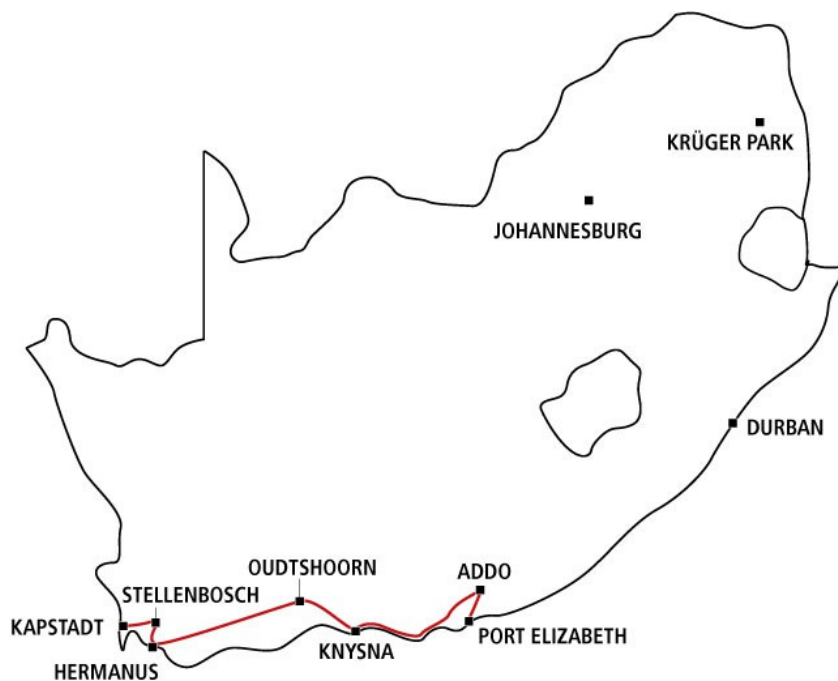 KRÜGER PARK
JOHANNESBURG
DURBAN
OUDTSHOORN
ADDO
STELLENBOSCH
KAPSTADT
PORT ELIZABETH
KNYSNA
HERMANUS